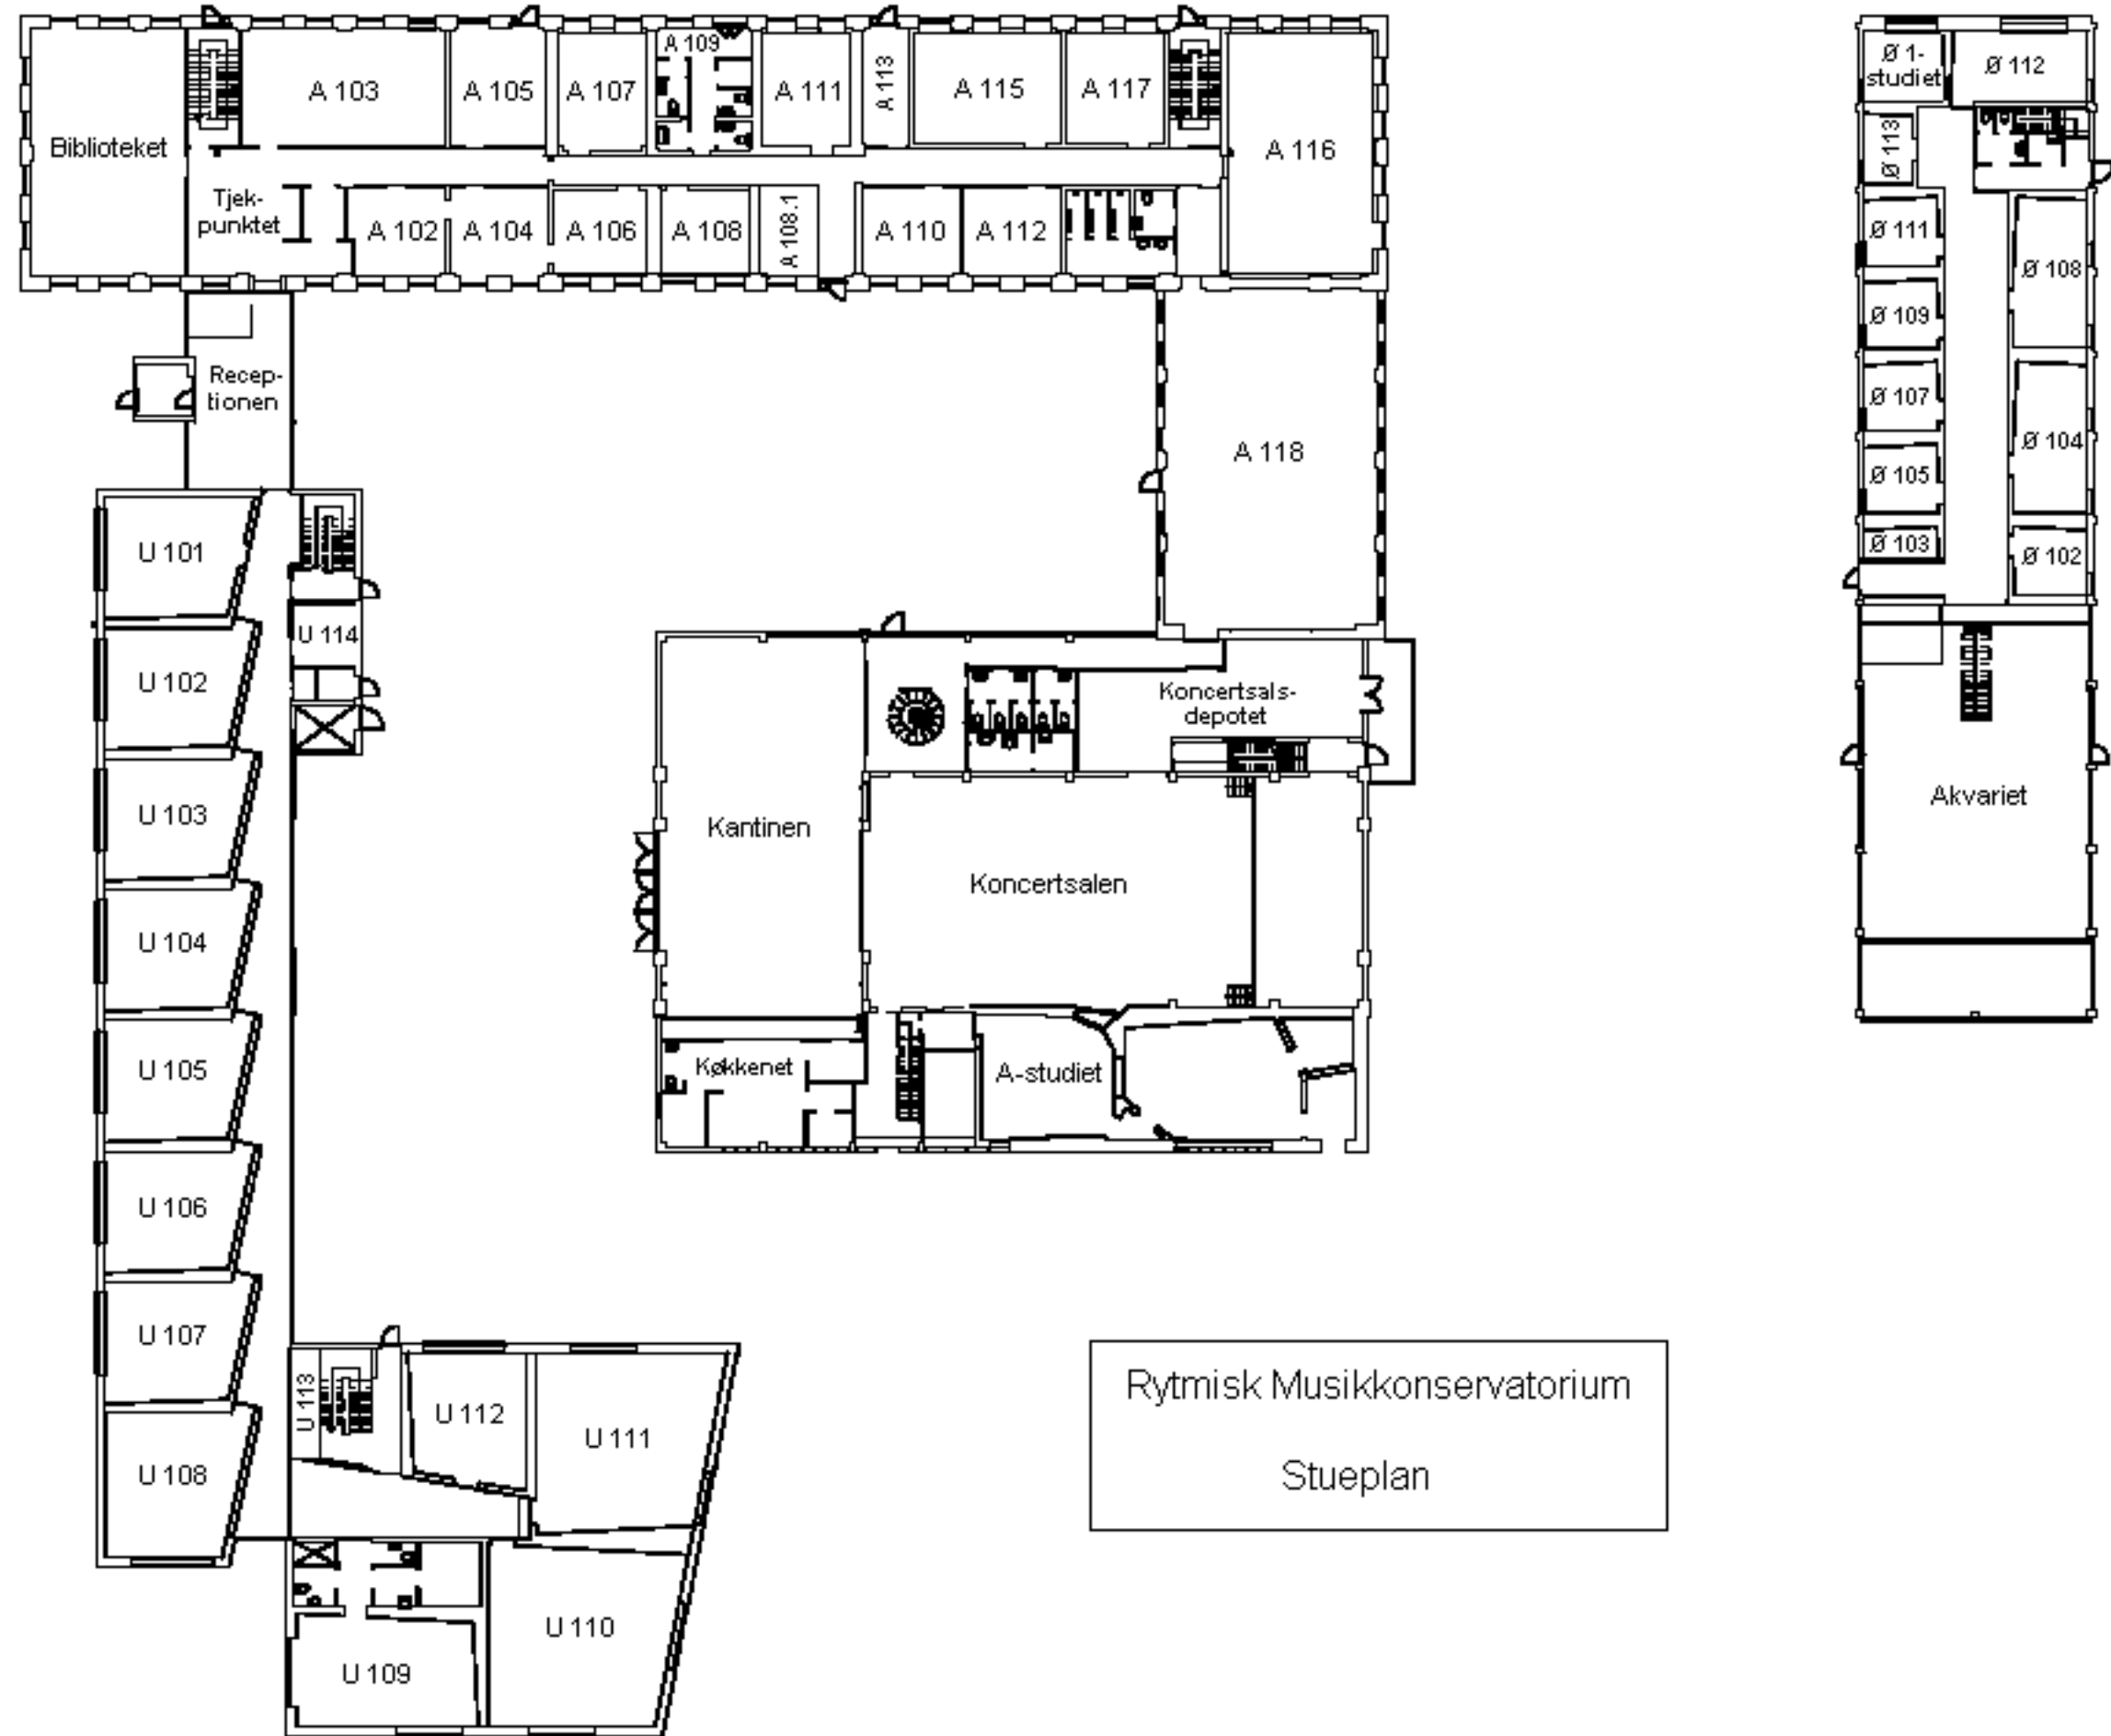 A 109
A 103
A 105
A 107
A 111
A 113
A 115
A 117
Biblioteket
A 116
Tjek-
punktet
A 102
A 104
A 106
A 108
A 108.1
A 110
A 112
Recep-
tionen
A 118
U 101
U 114
U 102
U 103
U 104
U 105
U 106
U 107
U 108
U 113
U 112
U 111
U 110
U 109
Koncertsals-
depotet
Kantinen
Koncertsalen
Køkkenet
A-studiet
Ø 1-
studiet
Ø 112
Ø 113
Ø 111
Ø 108
Ø 109
Ø 107
Ø 104
Ø 105
Ø 103
Ø 102
Akvariet
Rytmisk Musikkonservatorium
Stueplan